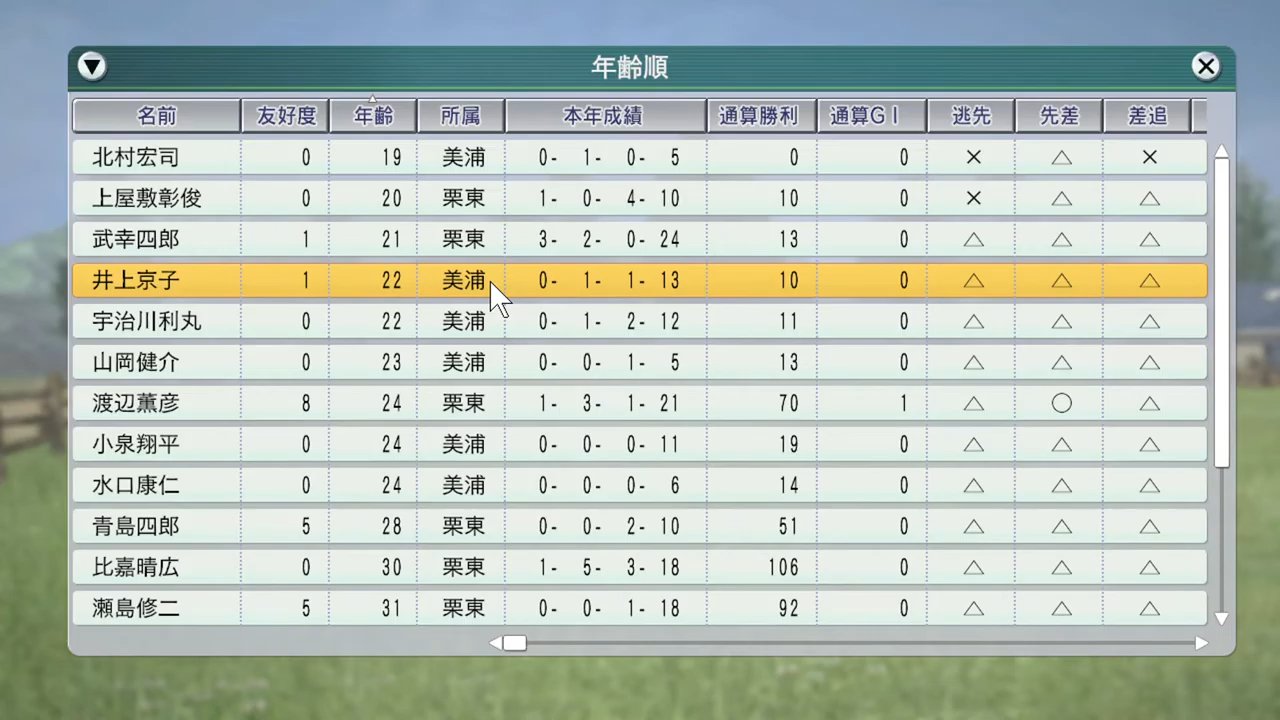 年齢順
名前 友好度 年齢 所属 本年成績 通算勝利 通算GⅠ 逃先 先差 差追
北村宏司 0 19 美浦 0- 1- 0- 5 0 0 × △ ×
上屋敷彰俊 0 20 栗東 1- 0- 4- 10 10 0 × △ △
武幸四郎 1 21 栗東 3- 2- 0- 24 13 0 △ △ △
井上京子 1 22 美浦 0- 1- 1- 13 10 0 △ △ △
宇治川利丸 0 22 美浦 0- 1- 2- 12 11 0 △ △ △
山岡健介 0 23 美浦 0- 0- 1- 5 13 0 △ △ △
渡辺薫彦 8 24 栗東 1- 3- 1- 21 70 1 △ ○ △
小泉翔平 0 24 美浦 0- 0- 0- 11 19 0 △ △ △
水口康仁 0 24 美浦 0- 0- 0- 6 14 0 △ △ △
青島四郎 5 28 栗東 0- 0- 2- 10 51 0 △ △ △
比嘉晴広 0 30 栗東 1- 5- 3- 18 106 0 △ △ △
瀬島修二 5 31 栗東 0- 0- 1- 18 92 0 △ △ △